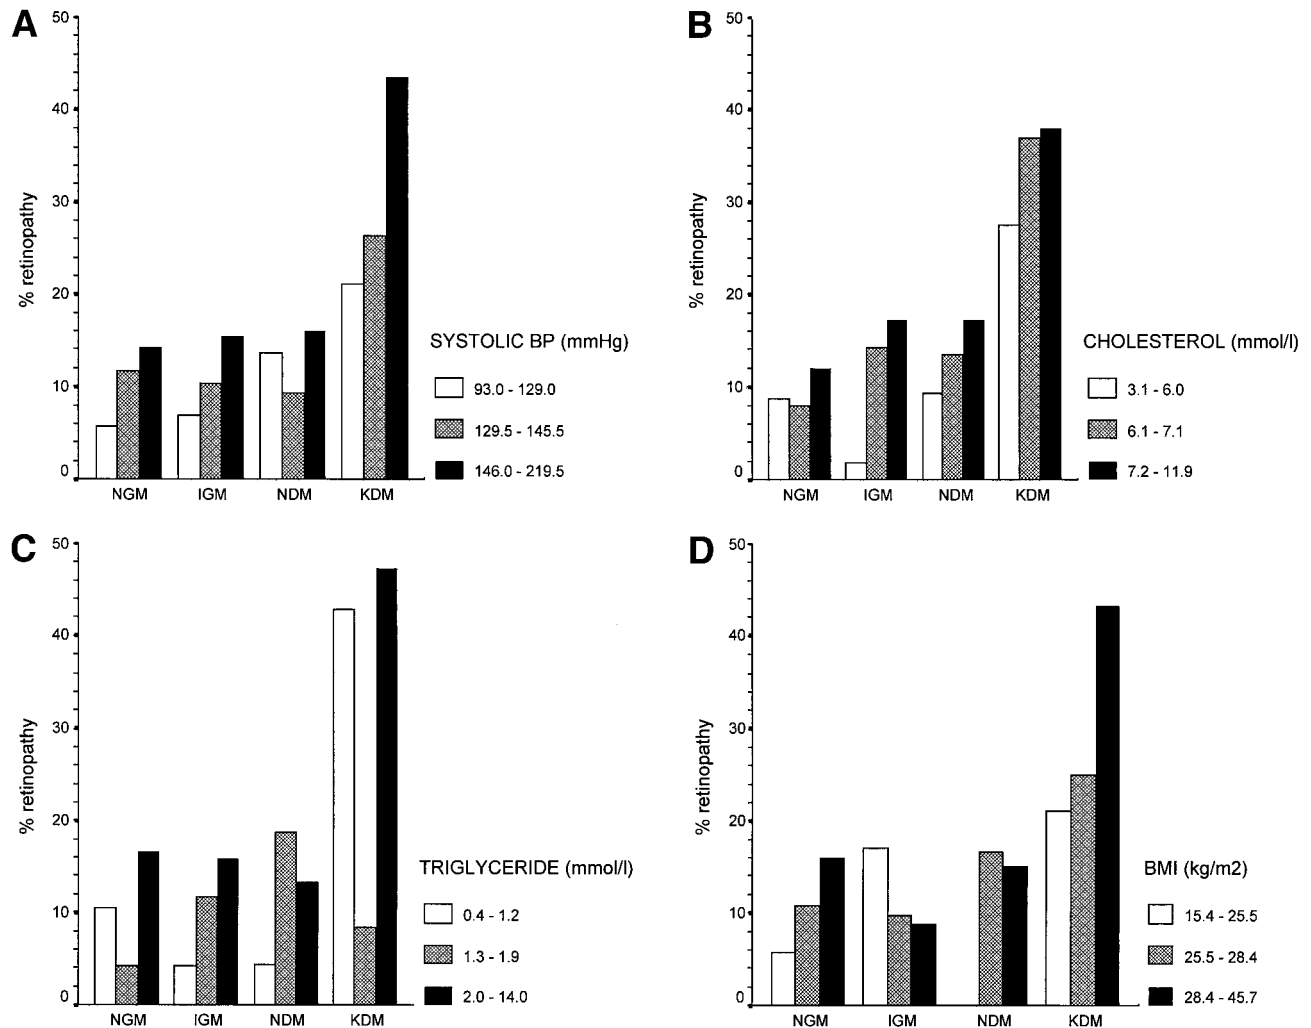 A
50
40
30
20
10
0
% retinopathy
NGM IGM NDM KDM
SYSTOLIC BP (mmHg)
93.0 - 129.0
129.5 - 145.5
146.0 - 219.5
B
50
40
30
20
10
0
% retinopathy
NGM IGM NDM KDM
CHOLESTEROL (mmol/l)
3.1 - 6.0
6.1 - 7.1
7.2 - 11.9
C
50
40
30
20
10
0
% retinopathy
NGM IGM NDM KDM
TRIGLYCERIDE (mmol/l)
0.4 - 1.2
1.3 - 1.9
2.0 - 14.0
D
50
40
30
20
10
0
% retinopathy
NGM IGM NDM KDM
BMI (kg/m2)
15.4 - 25.5
25.5 - 28.4
28.4 - 45.7